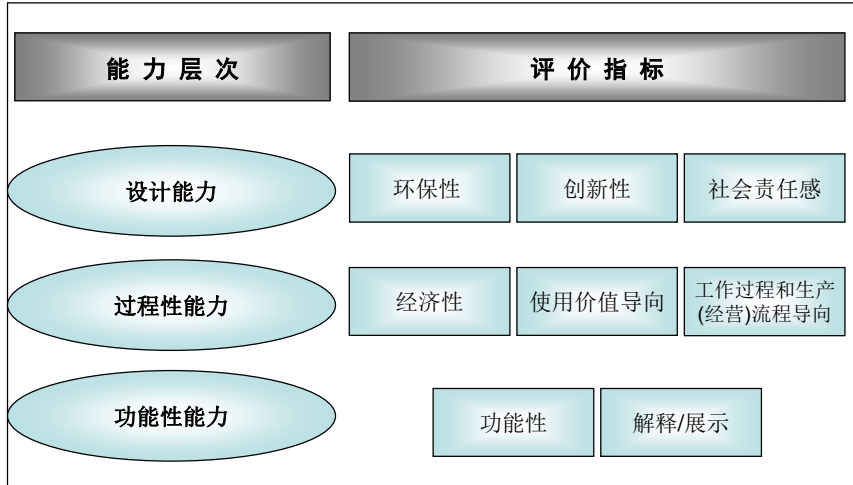 能力层次
评价指标
设计能力
环保性
创新性
社会责任感
过程性能力
经济性
使用价值导向
工作过程和生产
(经营)流程导向
功能性能力
功能性
解释/展示